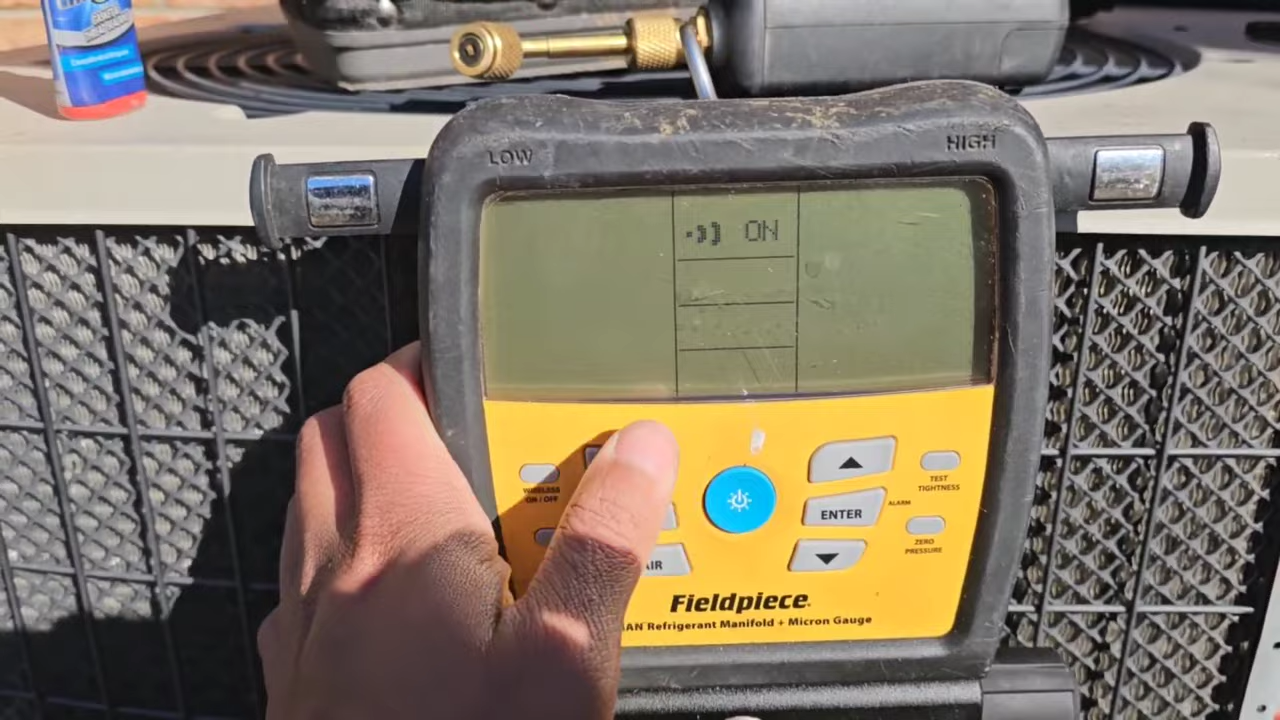 LOW
HIGH
ON
WIRELESS
ON / OFF
TEST
TIGHTNESS
ENTER
ALARM
ZERO
PRESSURE
AIR
Fieldpiece
Refrigerant Manifold + Micron Gauge